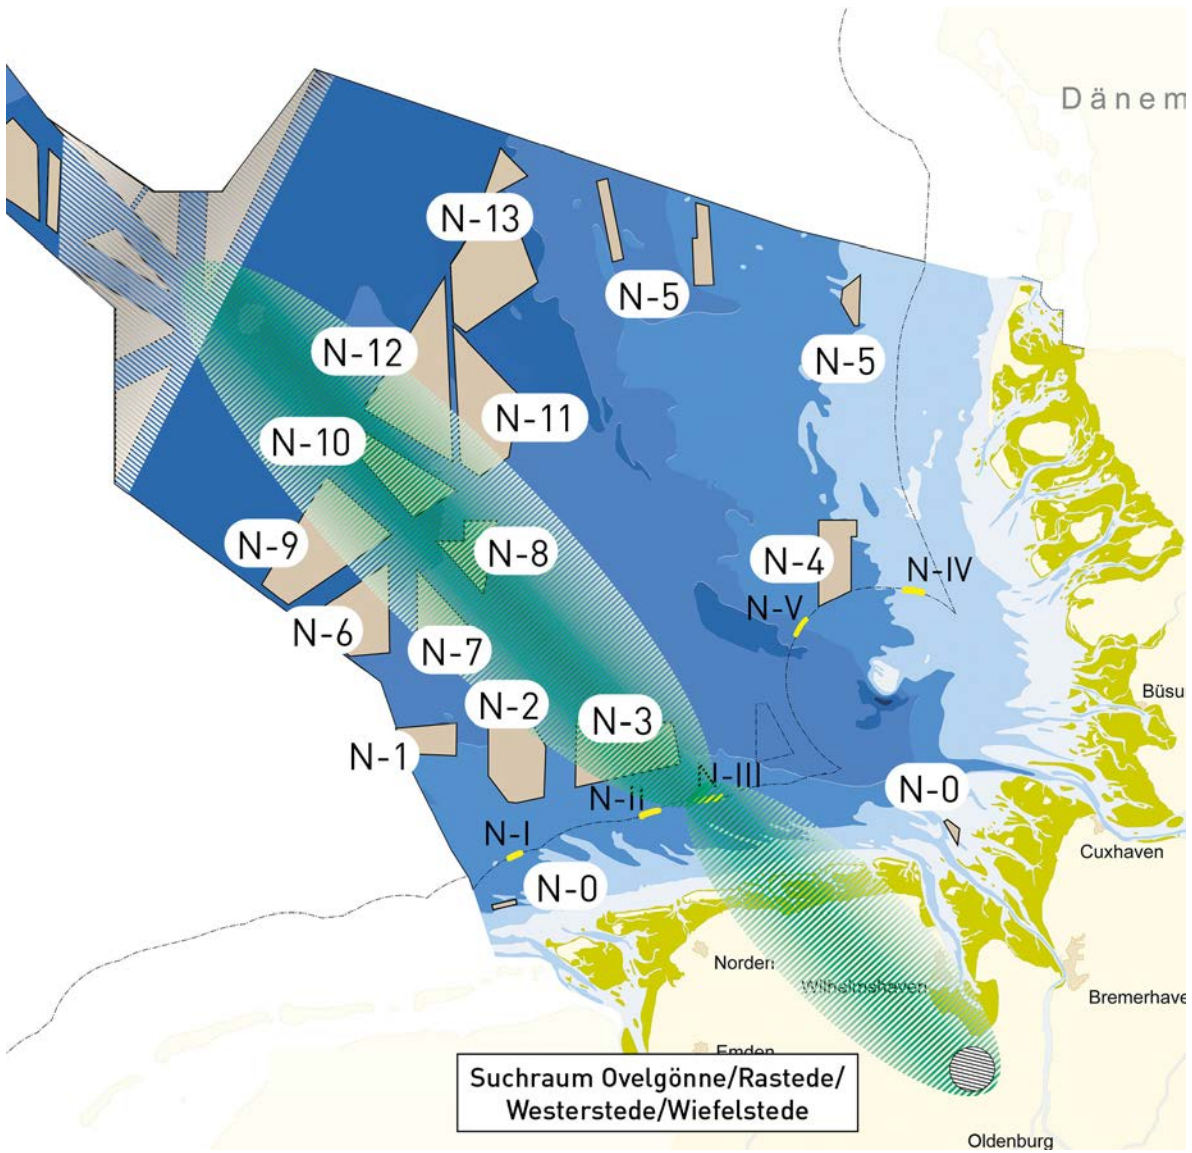 Dänem
N-13
N-5
N-12
N-5
N-11
N-10
N-9
N-8
N-4
N-IV
N-V
N-6
N-7
N-2
N-3
Büsu
N-1
N-III
N-II
N-0
N-I
Cuxhaven
N-0
Norden
Wilhelmshaven
Bremerhave
Emden
Suchraum Ovelgönne/Rastede/
Westerstede/Wiefelstede
Oldenburg